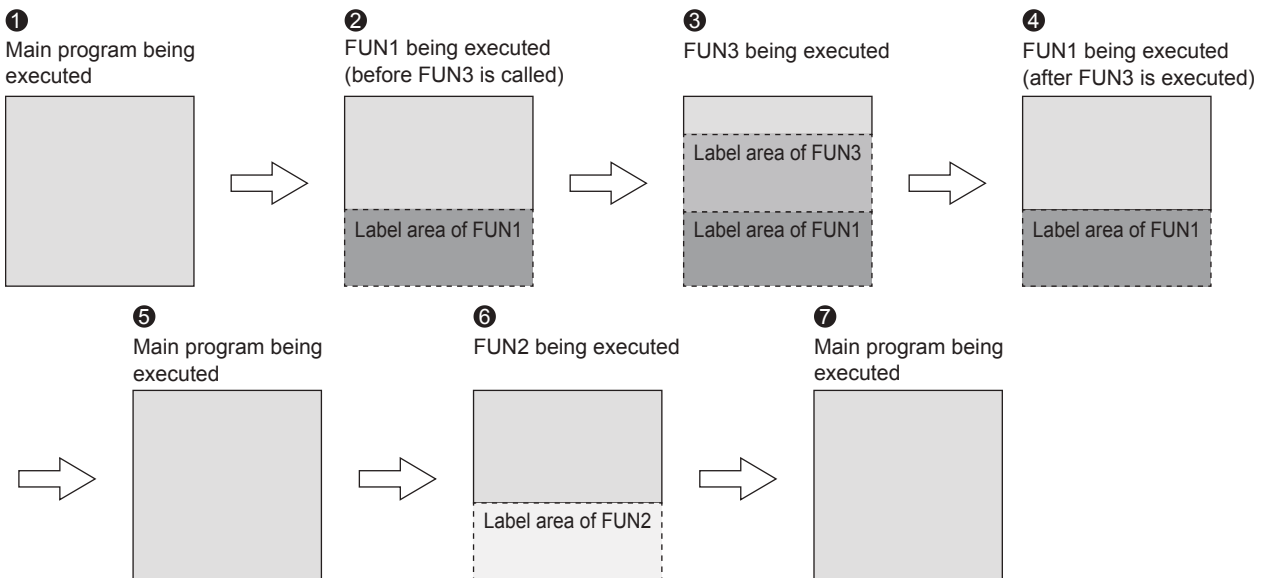 ❶
Main program being
executed
❷
FUN1 being executed
(before FUN3 is called)
❸
FUN3 being executed
❹
FUN1 being executed
(after FUN3 is executed)
Label area of FUN1
Label area of FUN3
Label area of FUN1
Label area of FUN1
❺
Main program being
executed
❻
FUN2 being executed
❼
Main program being
executed
Label area of FUN2